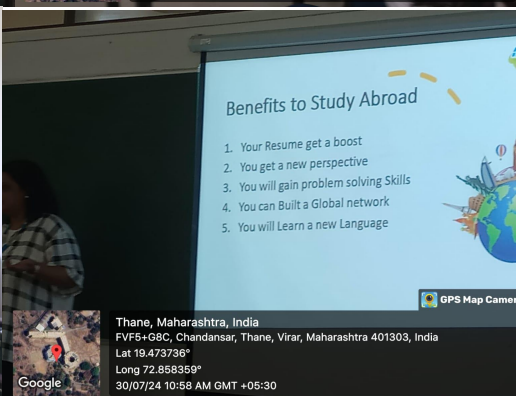 Benefits to Study Abroad
1. Your Resume get a boost
2. You get a new perspective
3. You will gain problem solving Skills
4. You can Built a Global network
5. You will Learn a new Language
GPS Map Camer
Thane, Maharashtra, India
FVF5+G8C, Chandansar, Thane, Virar, Maharashtra 401303, India
Lat 19.473736°
Long 72.858359°
30/07/24 10:58 AM GMT +05:30
Google